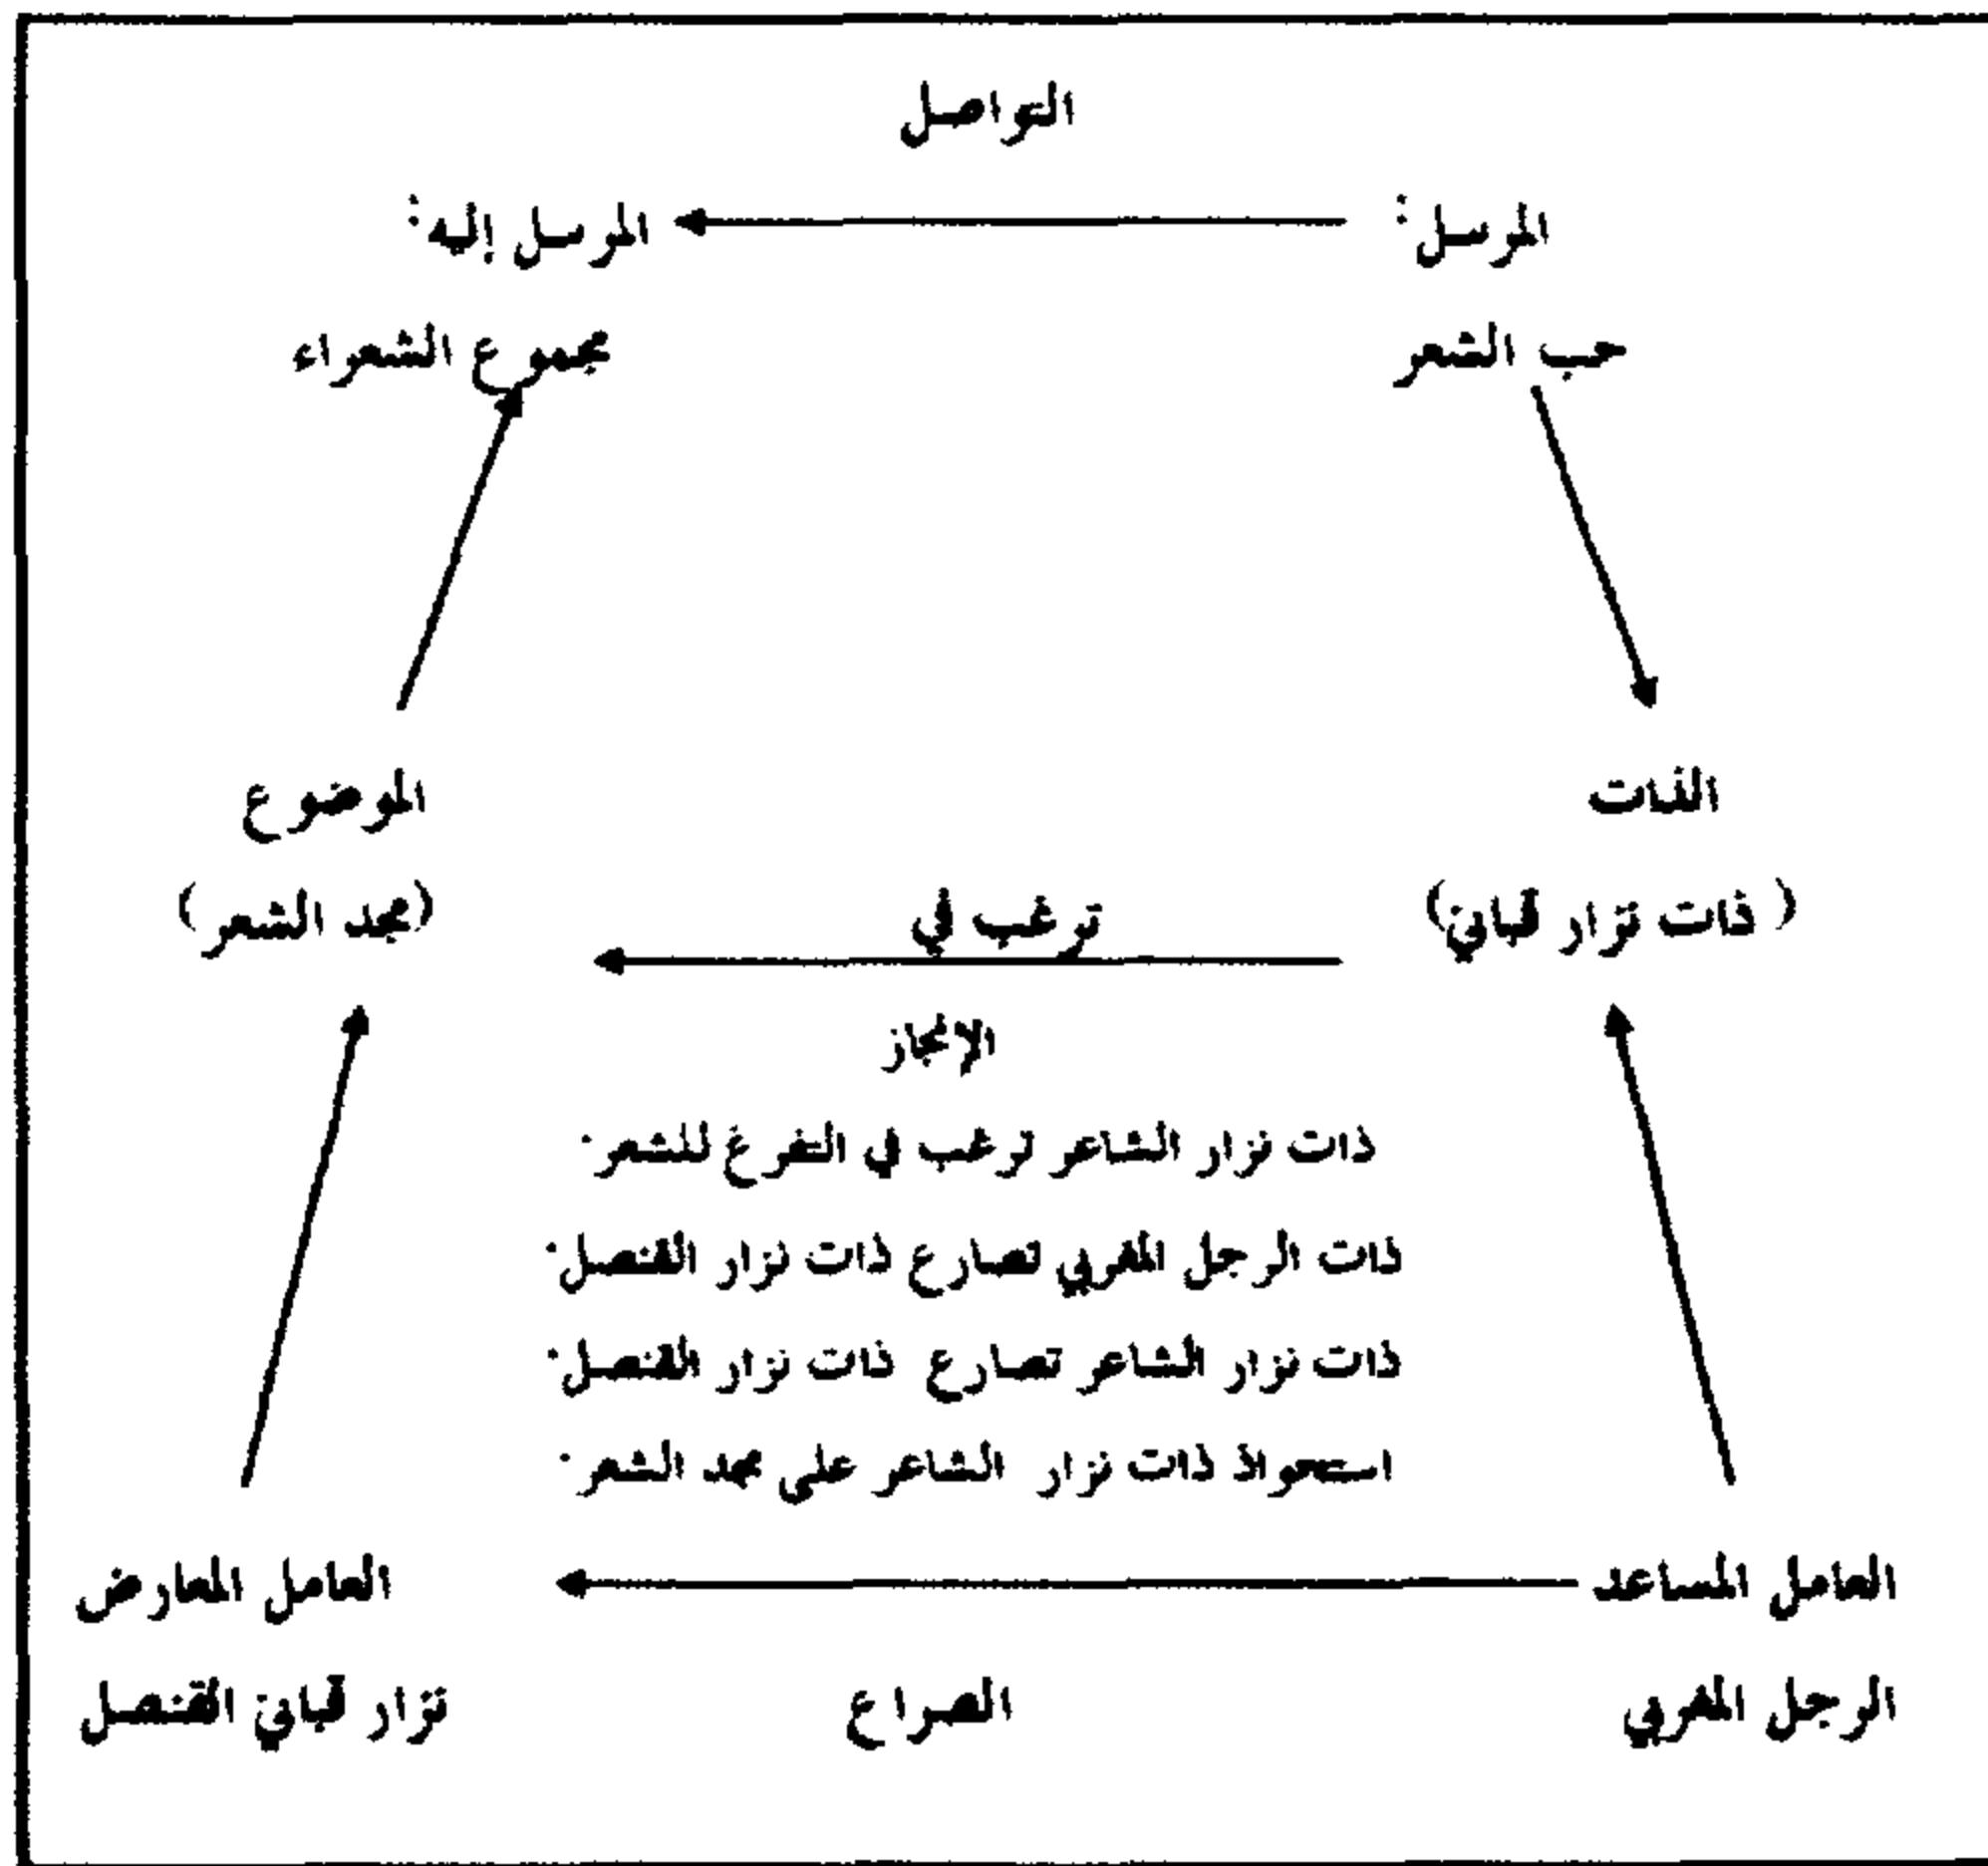 التواصل
المرسل: المرسل إليه:
حب الشعر مجموع الشعراء
الذات الموضوع
( ذات نزار قباني) ترغب في (مجد الشعر)
الإنجاز
ذات نزار الشاعر ترغب في التفرغ للشعر.
ذات الرجل المغربي تصارع ذات نزار القنصل.
ذات نزار الشاعر تصارع ذات نزار القنصل.
استحواذ ذات نزار الشاعر على مجد الشعر.
العامل المساعد العامل المعارض
الرجل المغربي الصراع نزار قباني القنصل